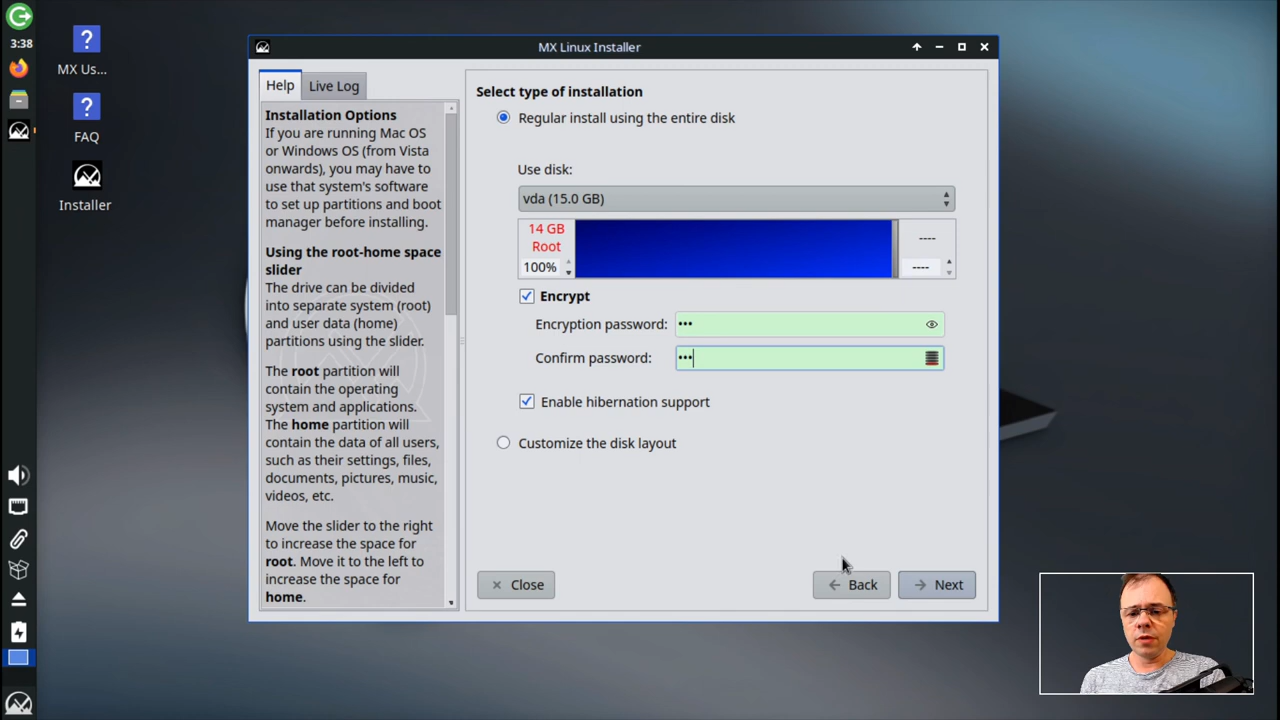 3:38
MX Us...
FAQ
Installer
MX Linux Installer
Help
Live Log
Installation Options
If you are running Mac OS
or Windows OS (from Vista
onwards), you may have to
use that system's software
to set up partitions and boot
manager before installing.
Using the root-home space
slider
The drive can be divided
into separate system (root)
and user data (home)
partitions using the slider.
The root partition will
contain the operating
system and applications.
The home partition will
contain the data of all users,
such as their settings, files,
documents, pictures, music,
videos, etc.
Move the slider to the right
to increase the space for
root. Move it to the left to
increase the space for
home.
Select type of installation
Regular install using the entire disk
Use disk:
vda (15.0 GB)
14 GB
Root
100%
----
----
Encrypt
Encryption password: •••
Confirm password: •••
Enable hibernation support
Customize the disk layout
Close
Back
Next